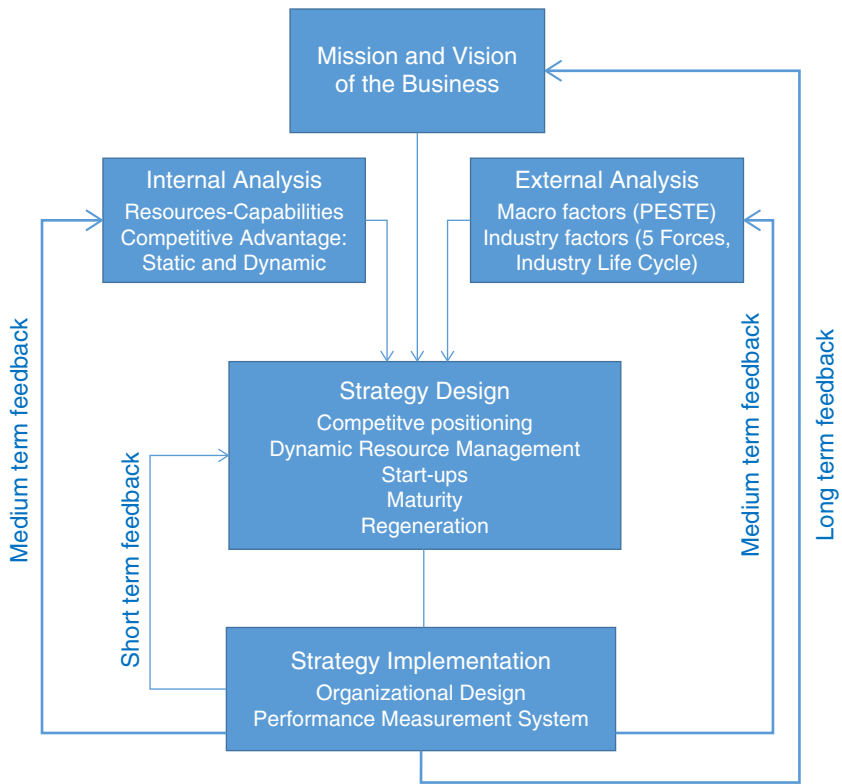 Mission and Vision
of the Business
Internal Analysis
Resources-Capabilities
Competitive Advantage:
Static and Dynamic
External Analysis
Macro factors (PESTE)
Industry factors (5 Forces,
Industry Life Cycle)
Strategy Design
Competitve positioning
Dynamic Resource Management
Start-ups
Maturity
Regeneration
Strategy Implementation
Organizational Design
Performance Measurement System
Medium term feedback
Short term feedback
Medium term feedback
Long term feedback